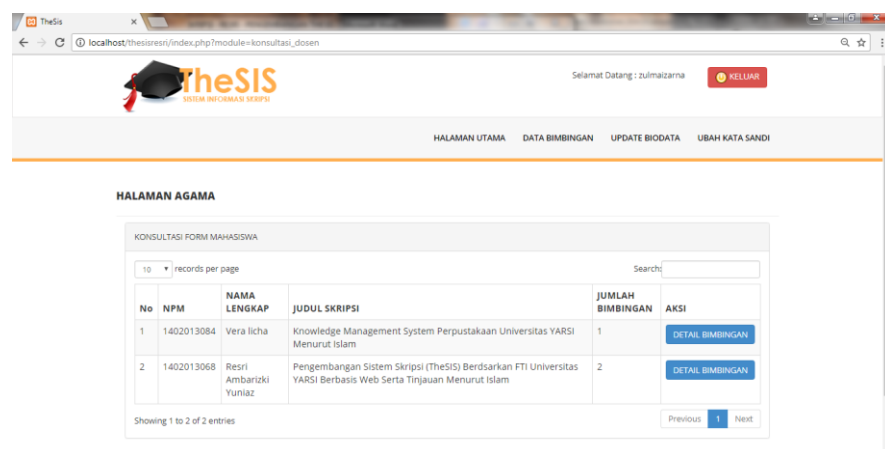 TheSis
localhost/thesisresri/index.php?module=konsultasi_dosen
TheSIS
SISTEM INFORMASI SKRIPSI
Selamat Datang : zulmaizarna
KELUAR
HALAMAN UTAMA DATA BIMBINGAN UPDATE BIODATA UBAH KATA SANDI
HALAMAN AGAMA
KONSULTASI FORM MAHASISWA
10 records per page
Search:
No NPM NAMA LENGKAP JUDUL SKRIPSI JUMLAH BIMBINGAN AKSI
1 1402013084 Vera licha Knowledge Management System Perpustakaan Universitas YARSI
Menurut Islam 1 DETAIL BIMBINGAN
2 1402013068 Resri Ambarizki Yuniaz Pengembangan Sistem Skripsi (TheSIS) Berdsarkan FTI Universitas
YARSI Berbasis Web Serta Tinjauan Menurut Islam 2 DETAIL BIMBINGAN
Showing 1 to 2 of 2 entries
Previous 1 Next